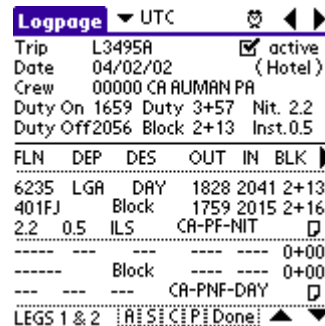 Logpage ▼ UTC
Trip L3495A active
Date 04/02/02 (Hotel)
Crew 00000 CA AUMAN PA
Duty On 1659 Duty 3+57 Nit. 2.2
Duty Off 2056 Block 2+13 Inst. 0.5
FLN DEP DES OUT IN BLK
6235 LGA DAY 1828 2041 2+13
401FJ Block 1759 2015 2+16
2.2 0.5 ILS CA-PF-NIT
----- --- --- ---- ---- 0+00
------ Block ---- ---- 0+00
--- --- --- CA-PNF-DAY
LEGS 1 & 2 A S C P Done